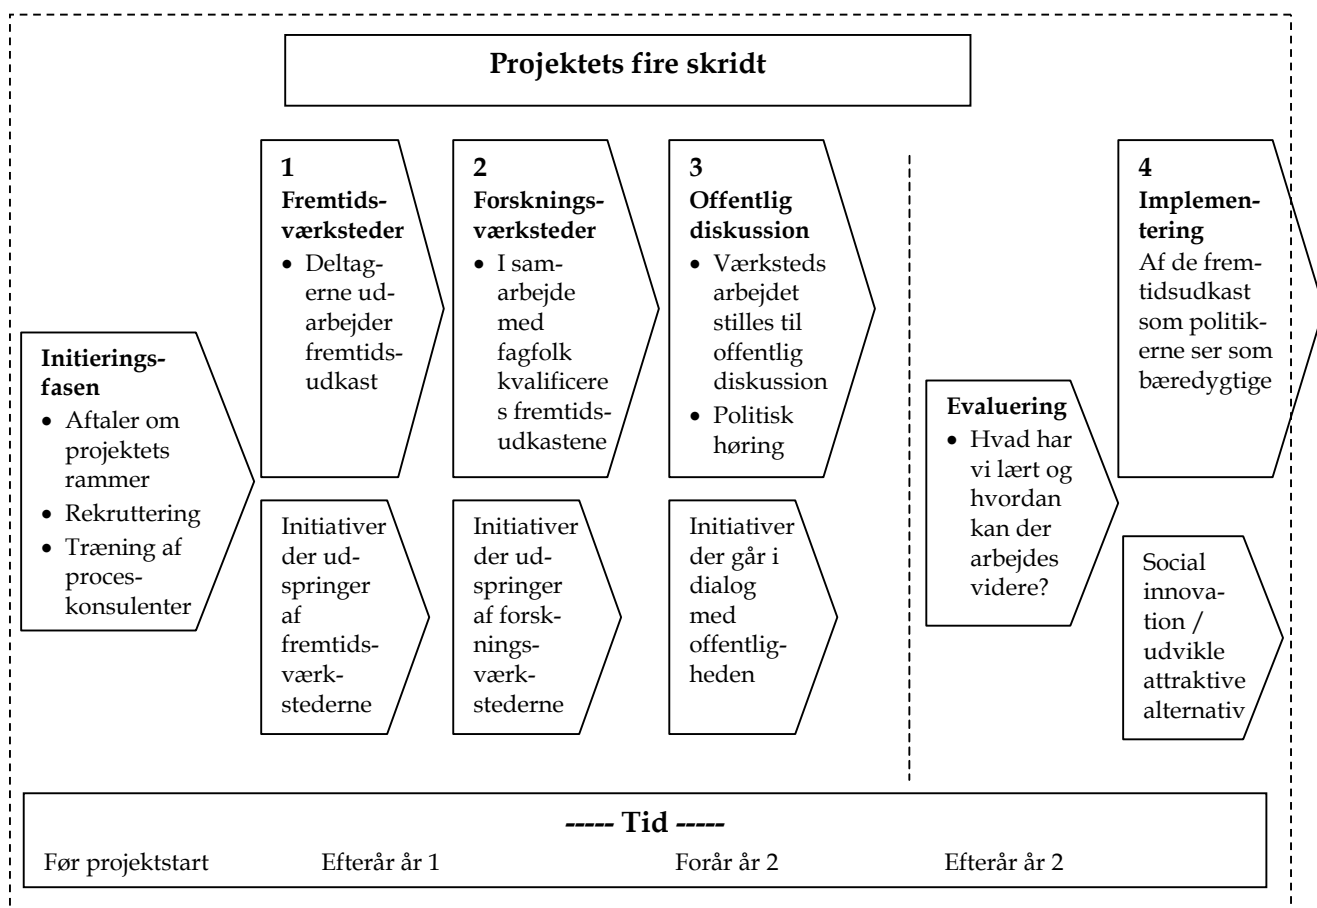 Projektets fire skridt
Initierings-
fasen
• Aftaler om
projektets
rammer
• Rekruttering
• Træning af
proces-
konsulenter
1
Fremtids-
værksteder
• Deltag-
erne ud-
arbejder
fremtids-
udkast
Initiativer
der ud-
springer
af
fremtids-
værk-
stederne
2
Forsknings-
værksteder
• I sam-
arbejde
med
fagfolk
kvalificere
s fremtids-
udkastene
Initiativer
der ud-
springer
af forsk-
nings-
værk-
stederne
3
Offentlig
diskussion
• Værksteds
arbejdet
stilles til
offentlig
diskussion
• Politisk
høring
Initiativer
der går i
dialog
med
offentlig-
heden
Evaluering
• Hvad har
vi lært og
hvordan
kan der
arbejdes
videre?
4
Implemen-
tering
Af de frem-
tidsudkast
som politik-
erne ser som
bæredygtige
Social
innova-
tion /
udvikle
attraktive
alternativ
----- Tid -----
Før projektstart Efterår år 1 Forår år 2 Efterår år 2